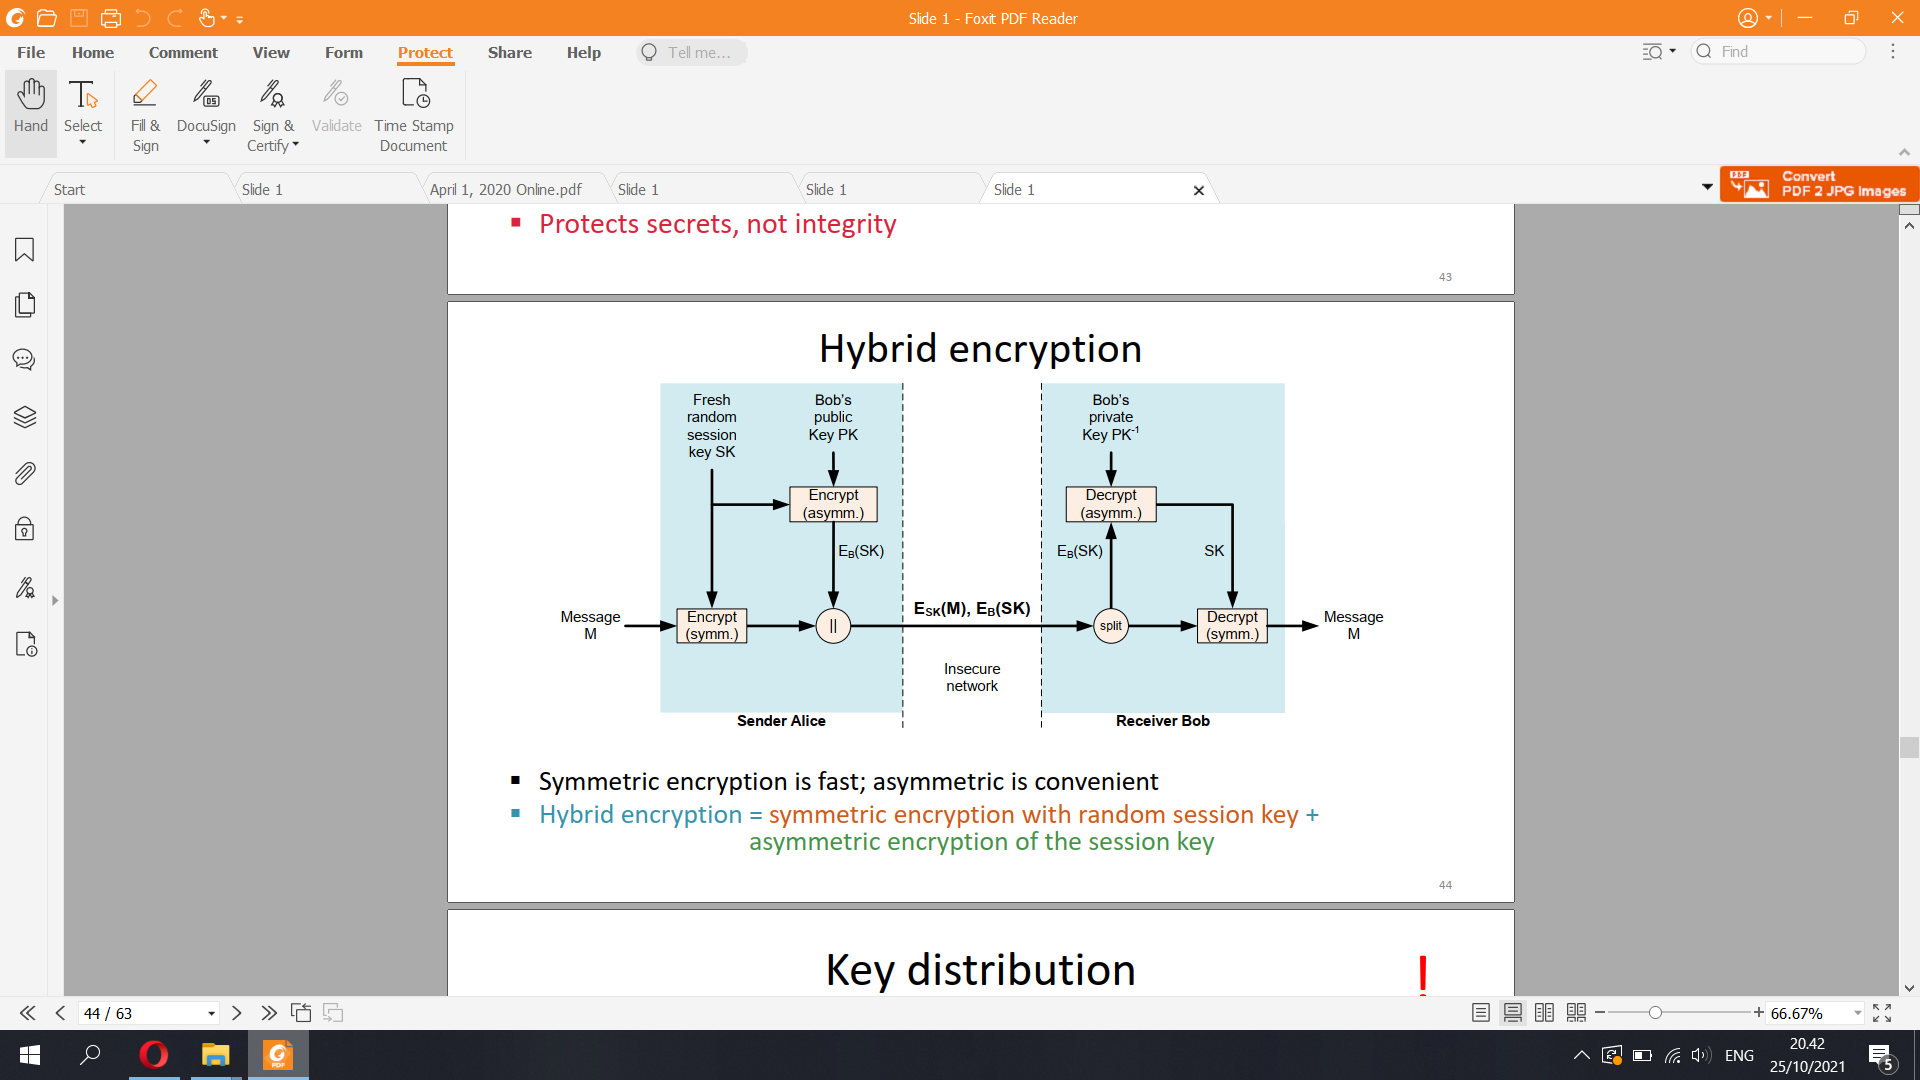 Slide 1 - Foxit PDF Reader
File Home Comment View Form Protect Share Help Tell me... Find
Hand Select Fill & Sign DocuSign Sign & Certify Validate Time Stamp Document
Start Slide 1 April 1, 2020 Online.pdf Slide 1 Slide 1 Slide 1
Convert
PDF 2 JPG Images
▪ Protects secrets, not integrity
43
Hybrid encryption
Fresh
random
session
key SK
Bob's
public
Key PK
Bob's
private
Key PK-1
Encrypt
(asymm.)
Decrypt
(asymm.)
EB(SK)
EB(SK)
SK
Message
M
Encrypt
(symm.)
||
ESK(M), EB(SK)
split
Decrypt
(symm.)
Message
M
Insecure
network
Sender Alice
Receiver Bob
▪ Symmetric encryption is fast; asymmetric is convenient
▪ Hybrid encryption = symmetric encryption with random session key +
asymmetric encryption of the session key
44
Key distribution !
44 / 63
66.67%
ENG
20.42
25/10/2021
5